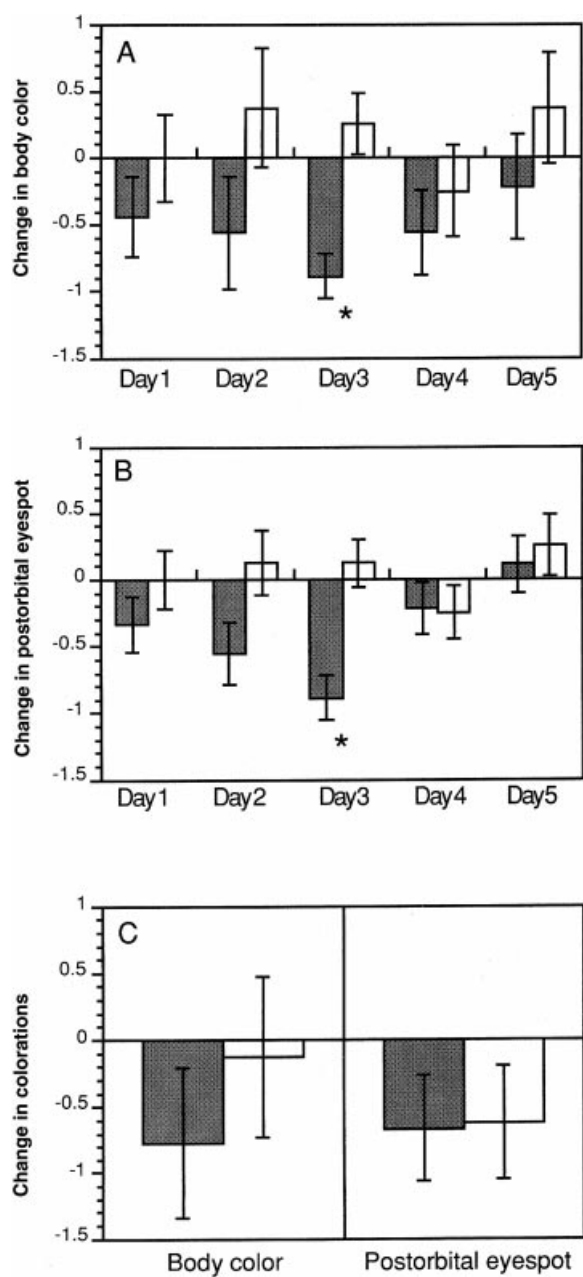 A
Change in body color
1
0.5
0
-0.5
-1
-1.5
*
Day1 Day2 Day3 Day4 Day5
B
Change in postorbital eyespot
1
0.5
0
-0.5
-1
-1.5
*
Day1 Day2 Day3 Day4 Day5
C
Change in colorations
1
0.5
0
-0.5
-1
-1.5
Body color Postorbital eyespot